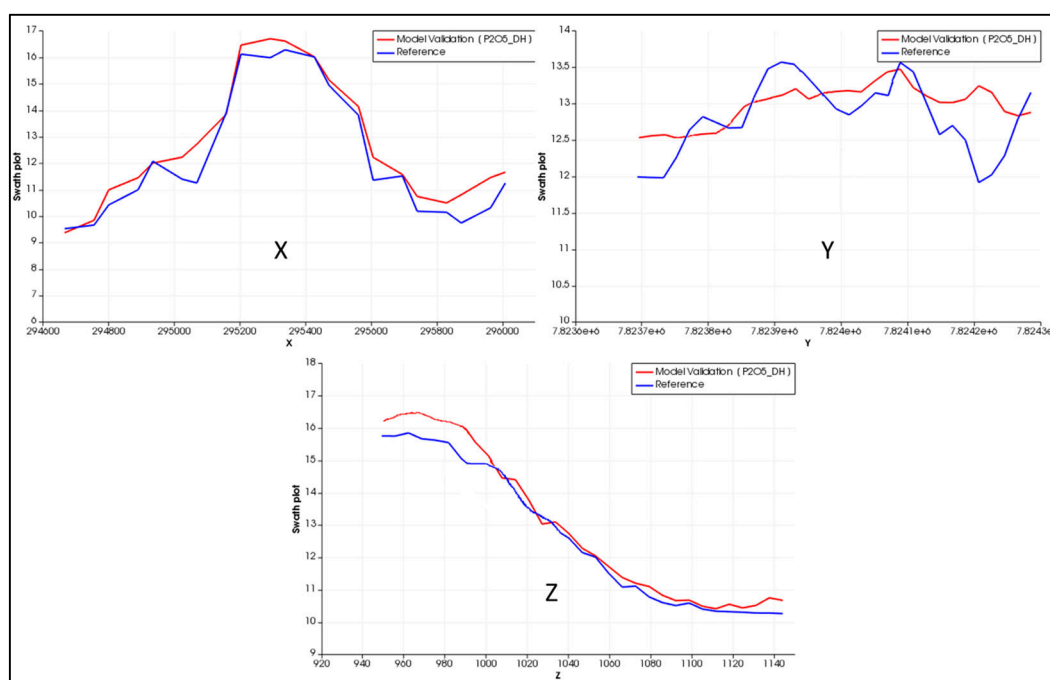 17
16
15
14
13
12
11
10
9
8
7
6
Swath plot
Model Validation ( P2O5_DH )
Reference
X
294600 294800 295000 295200 295400 295600 295800 296000
X
14
13.5
13
12.5
12
11.5
11
10.5
10
Swath plot
Model Validation ( P2O5_DH )
Reference
Y
7.8236e+6 7.8237e+6 7.8238e+6 7.8239e+6 7.824e+6 7.8241e+6 7.8242e+6 7.8243e
Y
18
17
16
15
14
13
12
11
10
9
Swath plot
Model Validation ( P2O5_DH )
Reference
Z
920 940 960 980 1000 1020 1040 1060 1080 1100 1120 1140
Z